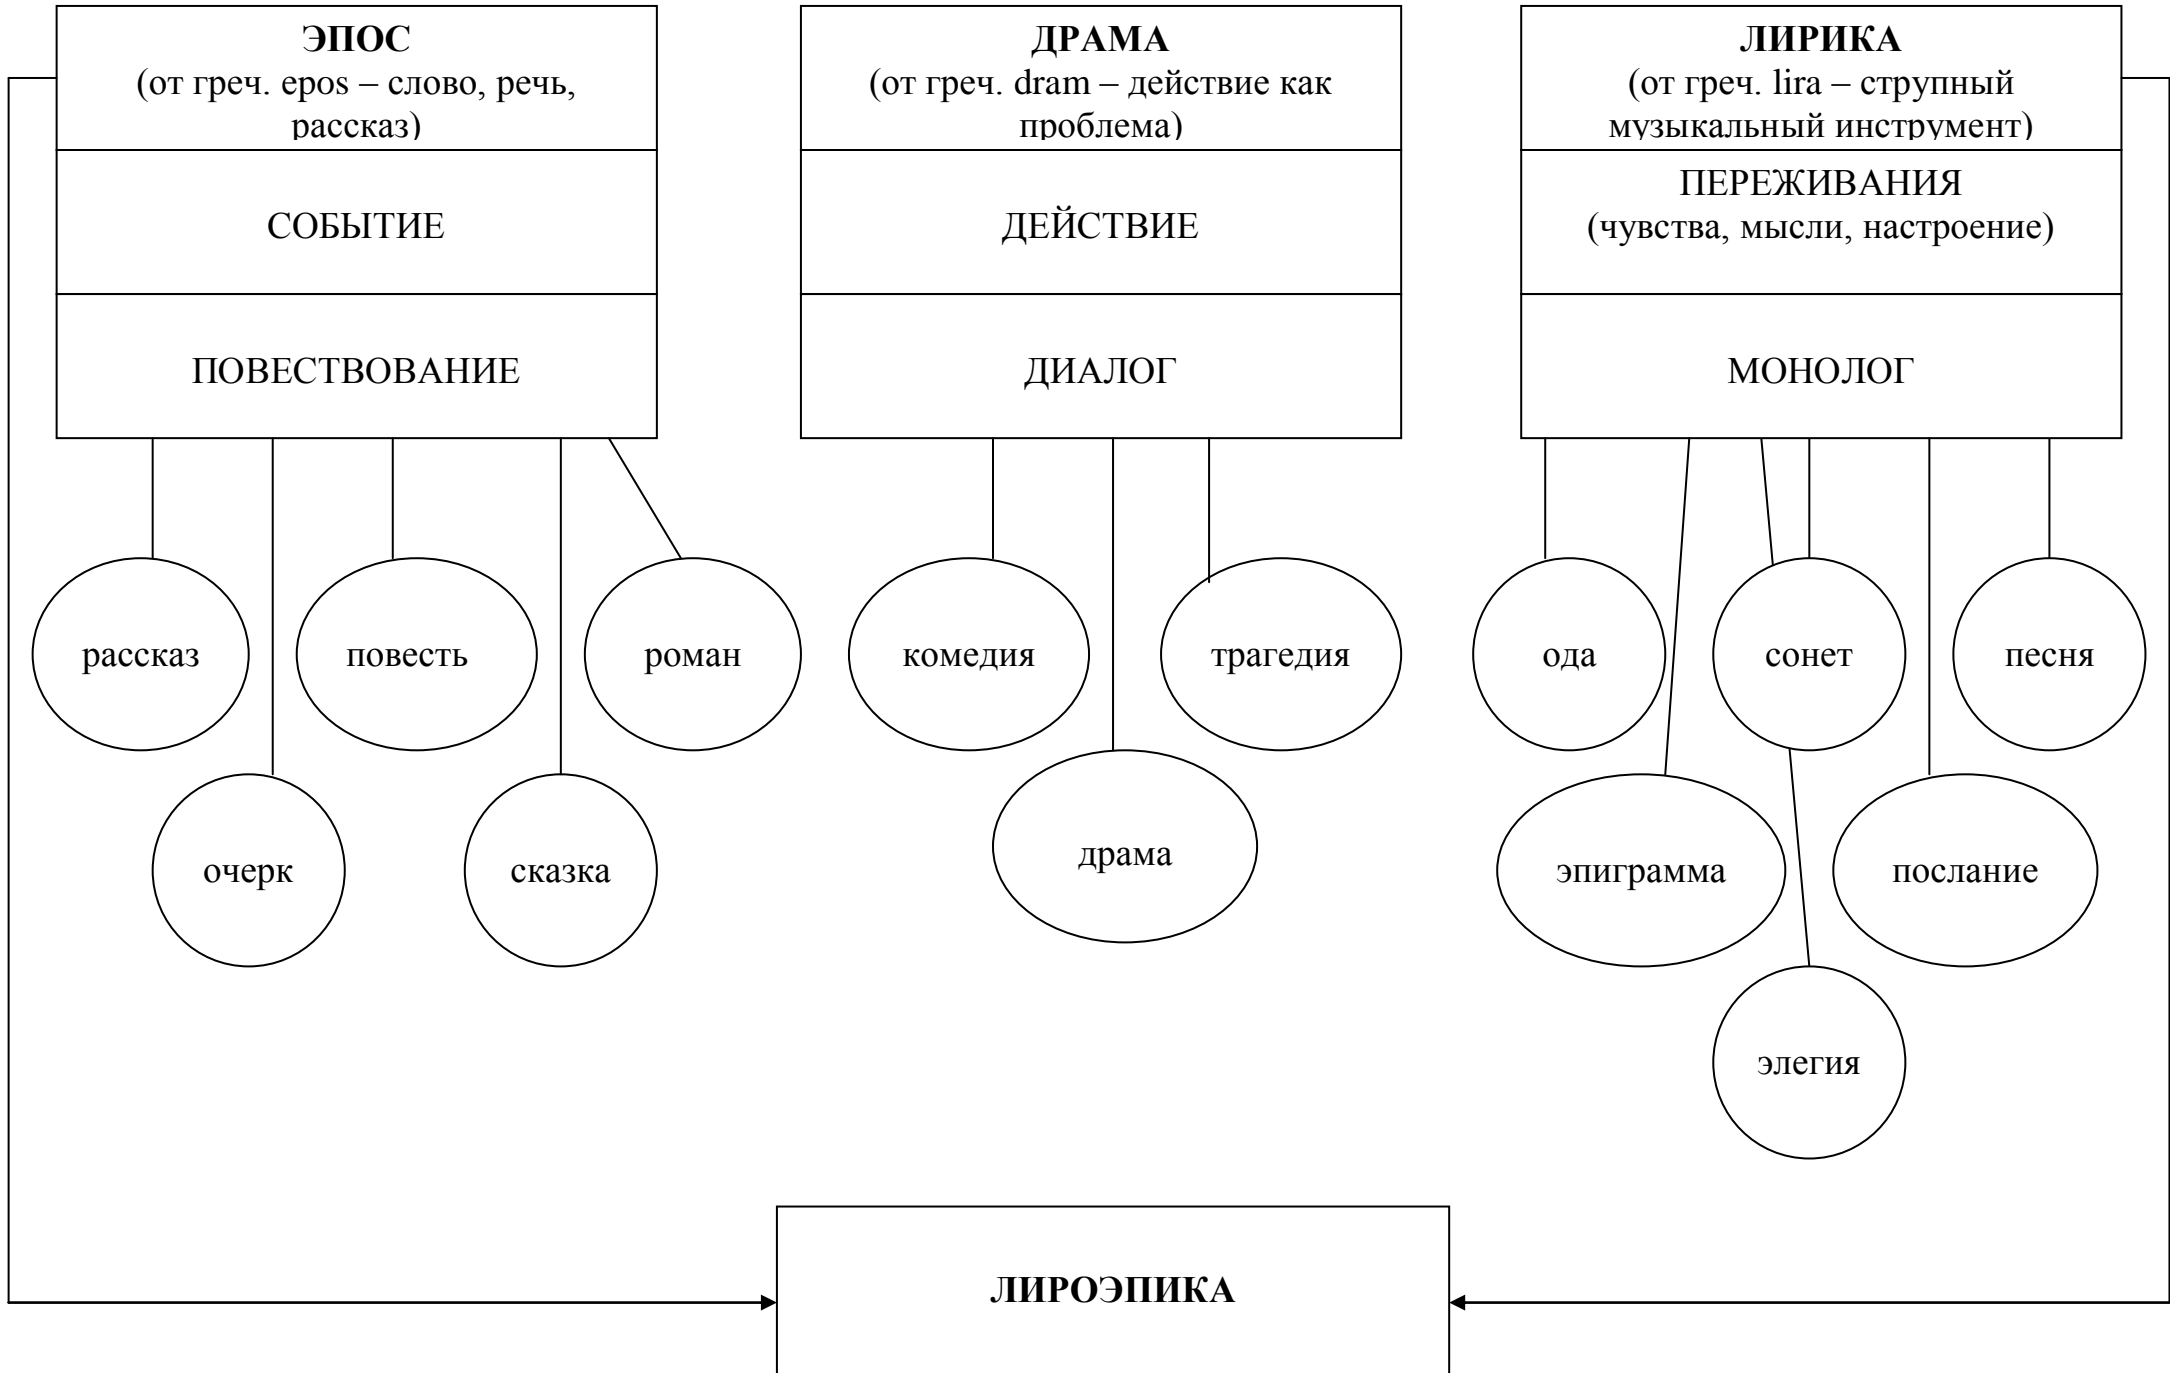 ЭПОС
(от греч. epos – слово, речь,
рассказ)
СОБЫТИЕ
ПОВЕСТВОВАНИЕ
ДРАМА
(от греч. dram – действие как
проблема)
ДЕЙСТВИЕ
ДИАЛОГ
ЛИРИКА
(от греч. lira – струпный
музыкальный инструмент)
ПЕРЕЖИВАНИЯ
(чувства, мысли, настроение)
МОНОЛОГ
рассказ
повесть
роман
очерк
сказка
комедия
трагедия
драма
ода
сонет
песня
эпиграмма
послание
элегия
ЛИРОЭПИКА